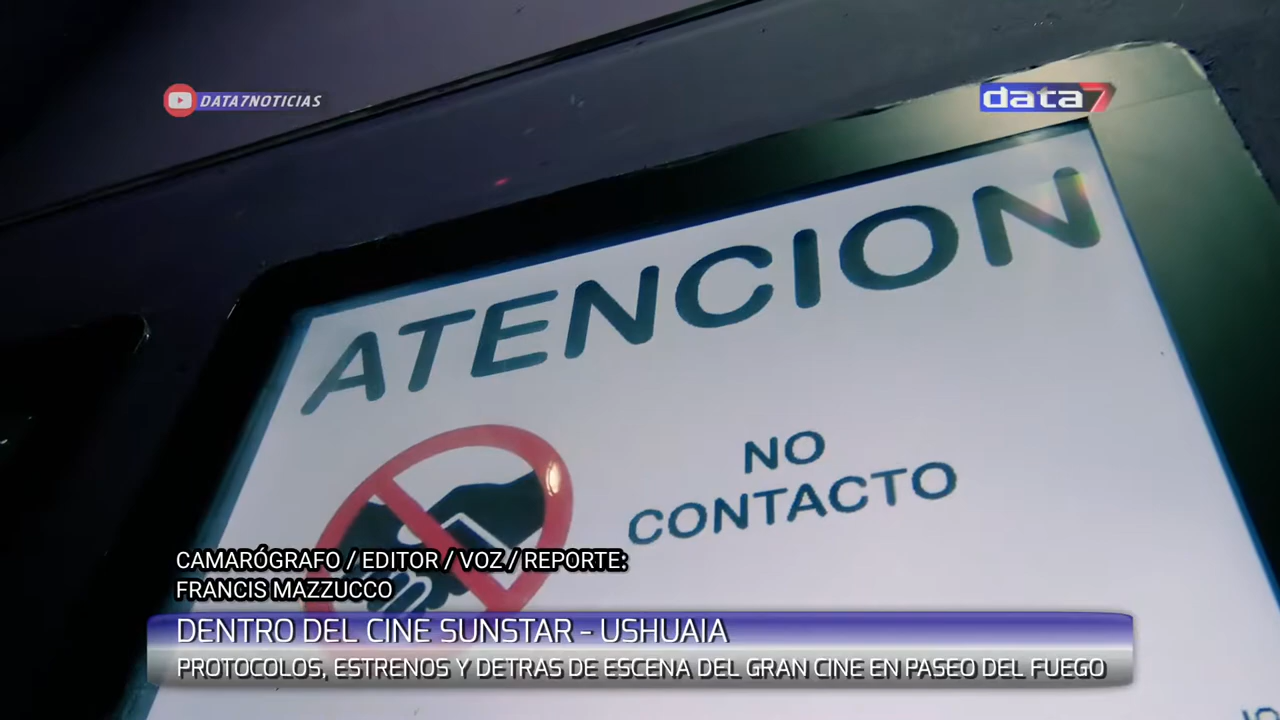 DATA7NOTICIAS
data7
ATENCION
NO
CONTACTO
CAMARÓGRAFO / EDITOR / VOZ / REPORTE:
FRANCIS MAZZUCCO
DENTRO DEL CINE SUNSTAR - USHUAIA
PROTOCOLOS, ESTRENOS Y DETRAS DE ESCENA DEL GRAN CINE EN PASEO DEL FUEGO